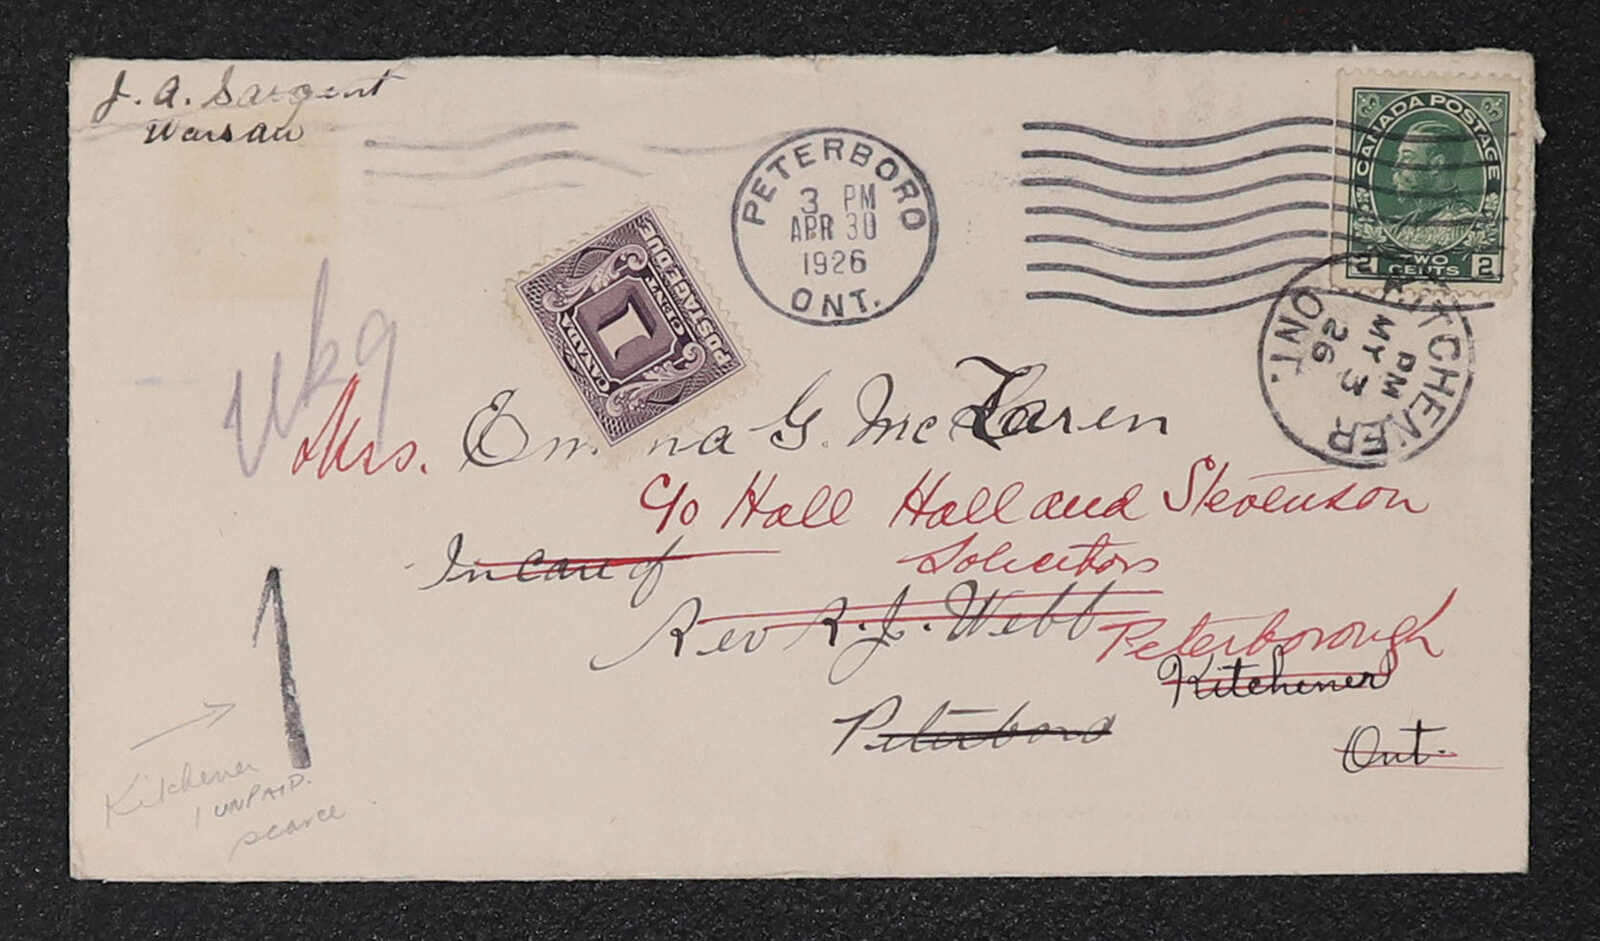 J. A. Sargent
Warsaw
PETERBORO
3 PM
APR 30
1926
ONT.
CANADA POSTAGE
2 TWO CENTS 2
KITCHENER
PM
MY 3
26
ONT.
POSTAGE DUE
1
CENT
CANADA
Mrs. Emma G. McLaren
c/o Hall Hall and Stevenson
Solicitors
In care of
Rev R. J. Webb
Peterborough
Kitchener
Peterboro
Ont.
1
Kitchener
1 UNPAID.
scarce